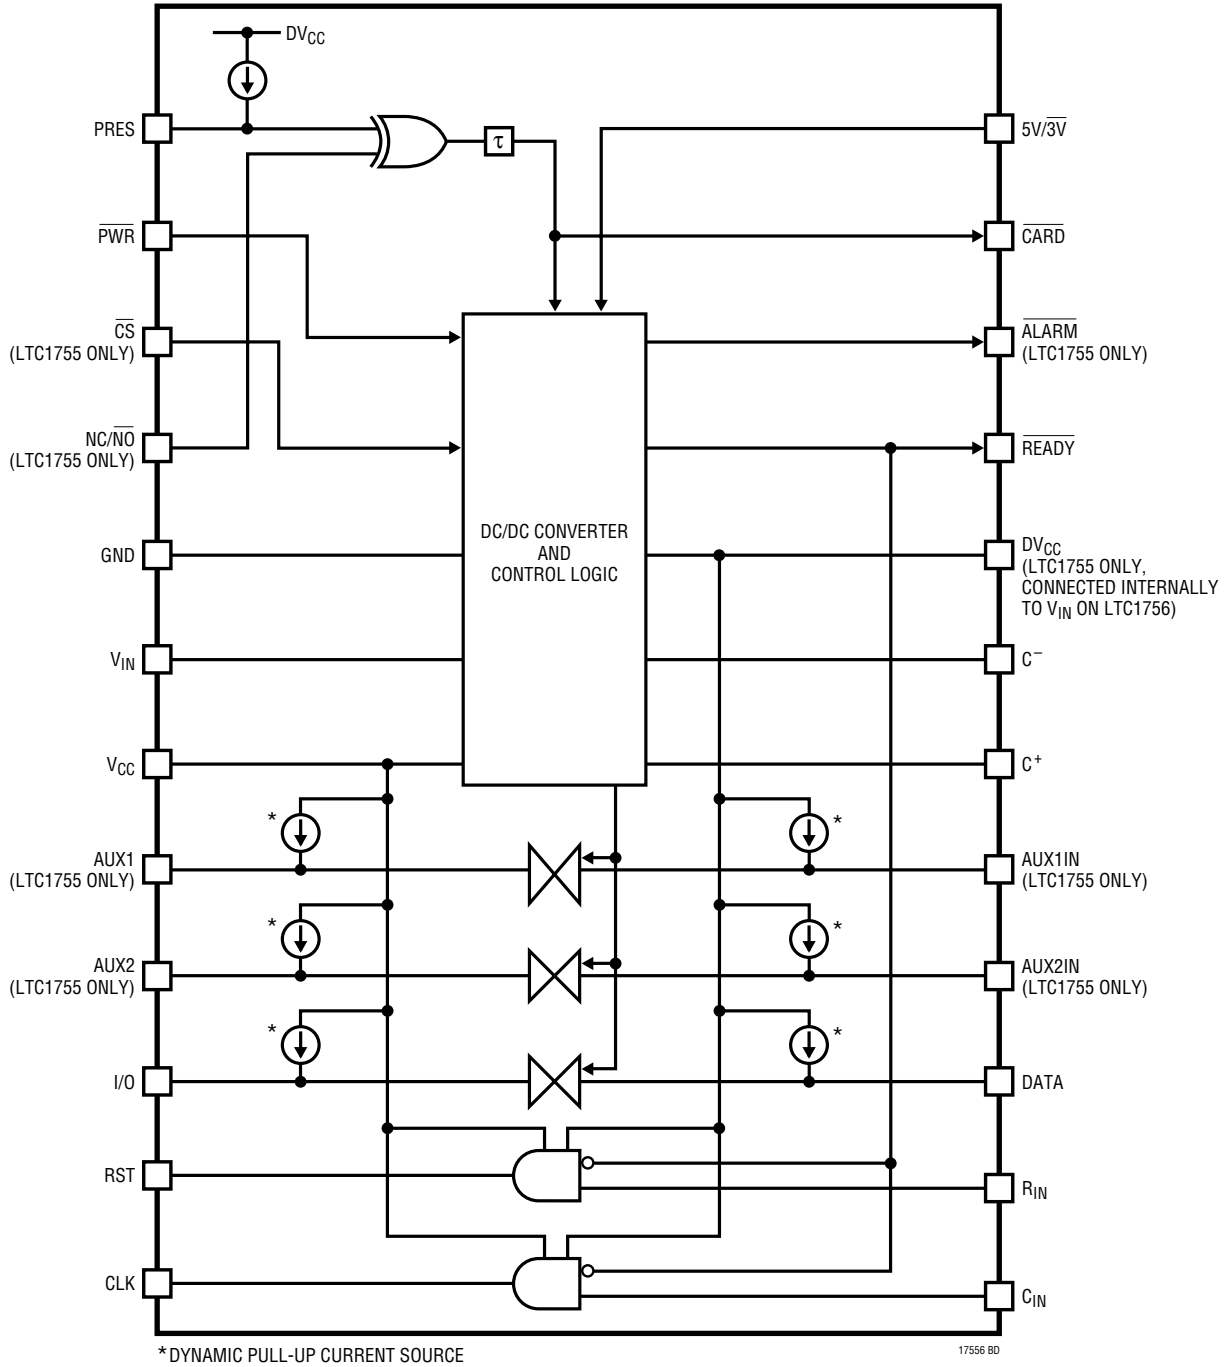 DVCC
PRES
5V/3V
τ
PWR
CARD
CS
(LTC1755 ONLY)
ALARM
(LTC1755 ONLY)
NC/NO
(LTC1755 ONLY)
READY
DC/DC CONVERTER
AND
CONTROL LOGIC
GND
DVCC
(LTC1755 ONLY,
CONNECTED INTERNALLY
TO VIN ON LTC1756)
VIN
C–
VCC
C+
*
*
AUX1
(LTC1755 ONLY)
AUX1IN
(LTC1755 ONLY)
*
*
AUX2
(LTC1755 ONLY)
AUX2IN
(LTC1755 ONLY)
*
*
I/O
DATA
RST
RIN
CLK
CIN
*DYNAMIC PULL-UP CURRENT SOURCE
17556 BD